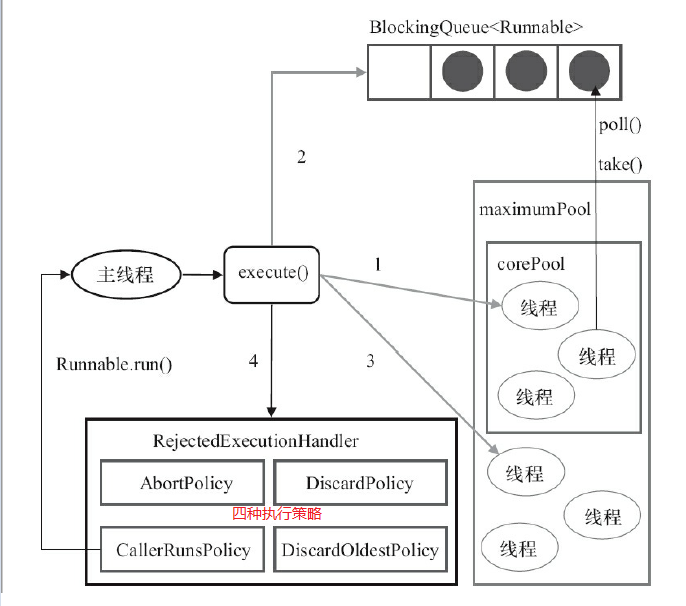 BlockingQueue<Runnable>
poll()
2
take()
maximumPool
主线程
execute()
1
corePool
线程
线程
Runnable.run()
4
3
线程
RejectedExecutionHandler
线程
AbortPolicy
DiscardPolicy
四种执行策略
线程
CallerRunsPolicy
DiscardOldestPolicy
线程